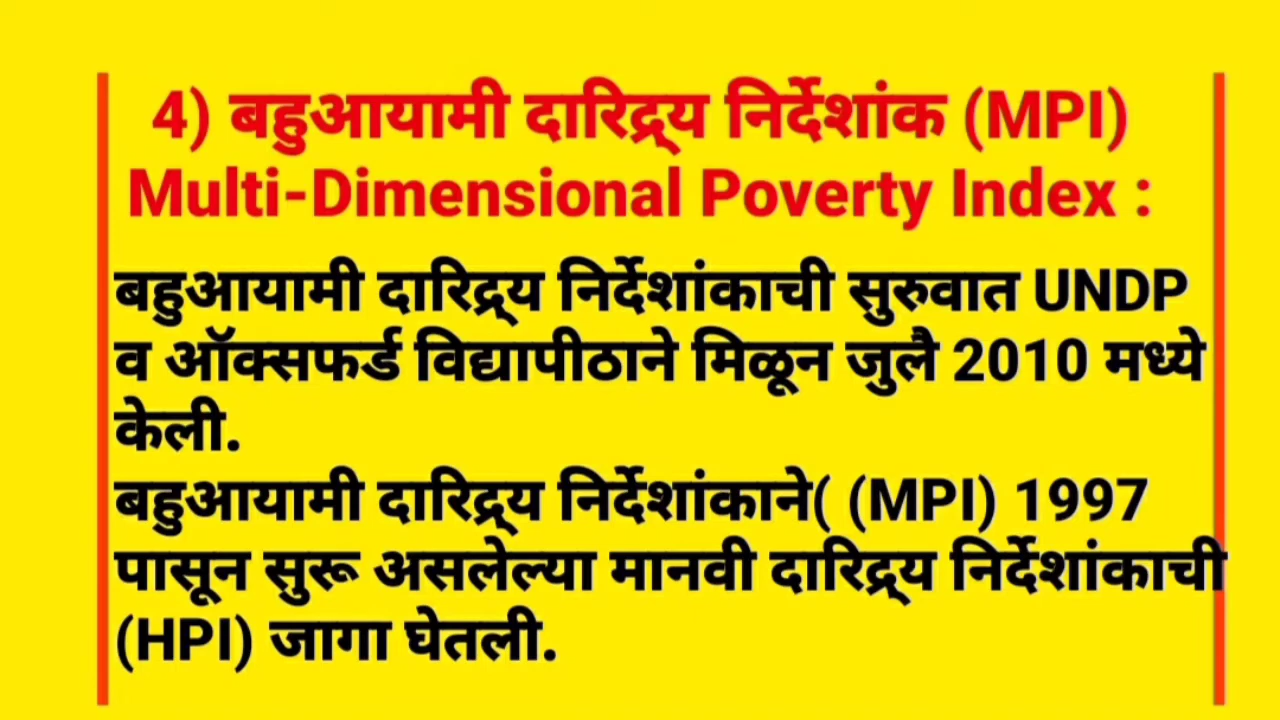 4) बहुआयामी दारिद्र्य निर्देशांक (MPI)
Multi-Dimensional Poverty Index :
बहुआयामी दारिद्र्य निर्देशांकाची सुरुवात UNDP
व ऑक्सफर्ड विद्यापीठाने मिळून जुलै 2010 मध्ये
केली.
बहुआयामी दारिद्र्य निर्देशांकाने( (MPI) 1997
पासून सुरू असलेल्या मानवी दारिद्र्य निर्देशांकाची
(HPI) जागा घेतली.